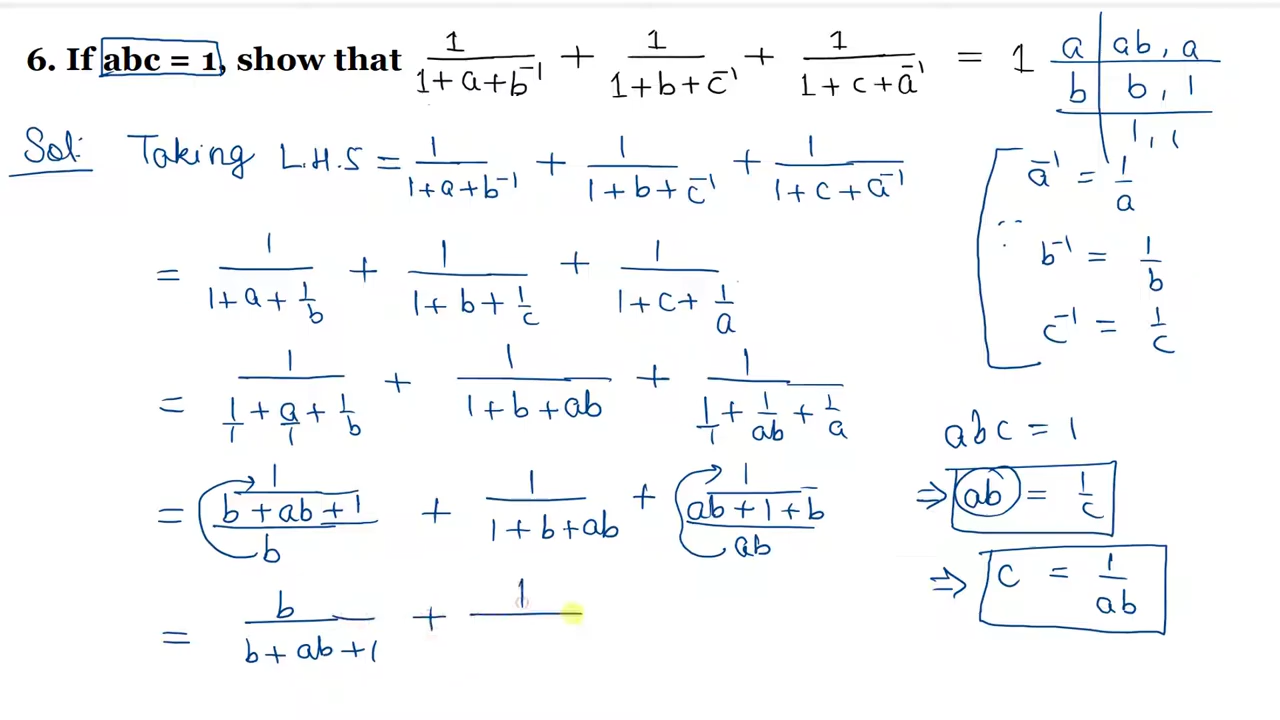 6. If abc = 1, show that 1/(1+a+b⁻¹) + 1/(1+b+c⁻¹) + 1/(1+c+a⁻¹) = 1
a | ab, a
b | b, 1
| 1, 1
Sol: Taking L.H.S = 1/(1+a+b⁻¹) + 1/(1+b+c⁻¹) + 1/(1+c+a⁻¹)
= 1/(1+a+1/b) + 1/(1+b+1/c) + 1/(1+c+1/a)
= 1/(1/1+a/1+1/b) + 1/(1+b+ab) + 1/(1/1+1/ab+1/a)
= 1/((b+ab+1)/b) + 1/(1+b+ab) + 1/((ab+1+b)/ab)
= b/(b+ab+1) + 1/
∵ a⁻¹ = 1/a
b⁻¹ = 1/b
c⁻¹ = 1/c
abc = 1
⇒ ab = 1/c
⇒ c = 1/ab